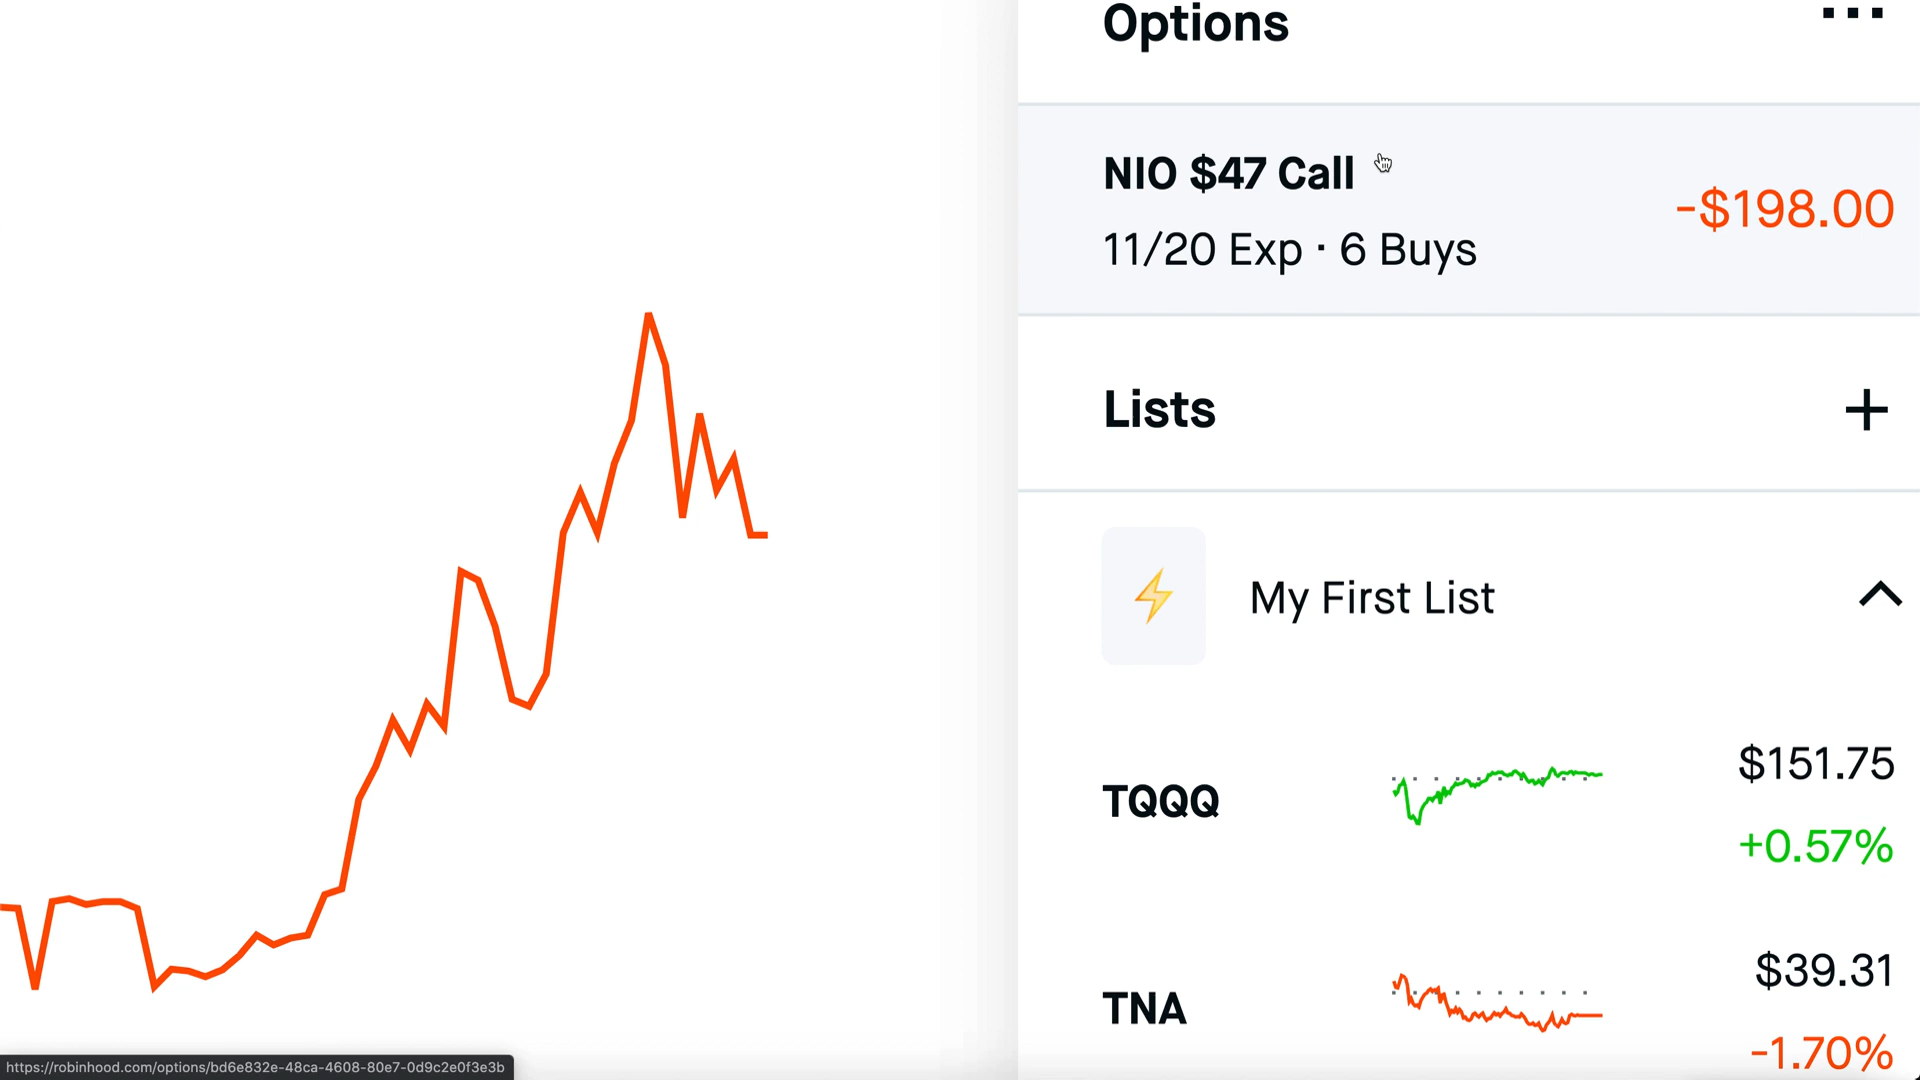 Options
NIO $47 Call
-$198.00
11/20 Exp · 6 Buys
Lists
My First List
$151.75
TQQQ
+0.57%
$39.31
TNA
-1.70%
https://robinhood.com/options/bd6e832e-48ca-4608-80e7-0d9c2e0f3e3b